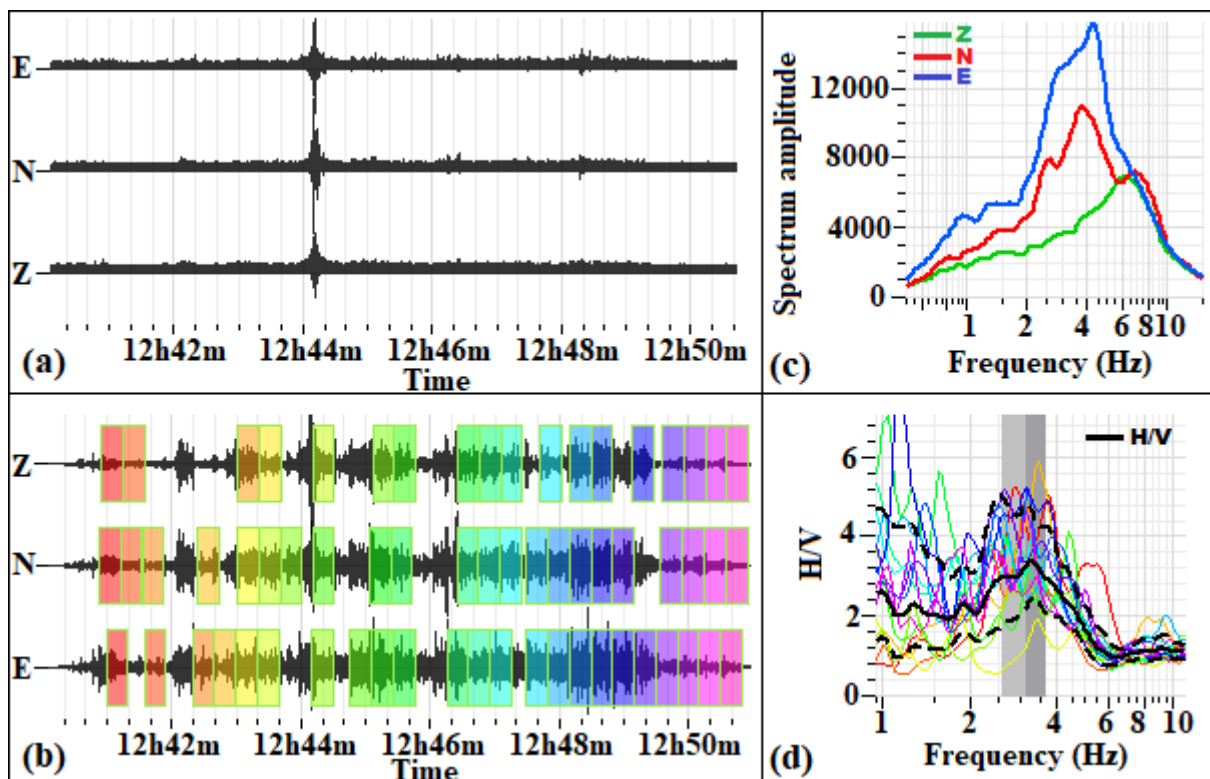 E
N
Z
12h42m 12h44m 12h46m 12h48m 12h50m
Time
(a)
Z
N
E
Spectrum amplitude
12000
8000
4000
0
1 2 4 6 8 10
Frequency (Hz)
(c)
Z
N
E
12h42m 12h44m 12h46m 12h48m 12h50m
Time
(b)
H/V
H/V
6
4
2
0
1 2 4 6 8 10
Frequency (Hz)
(d)